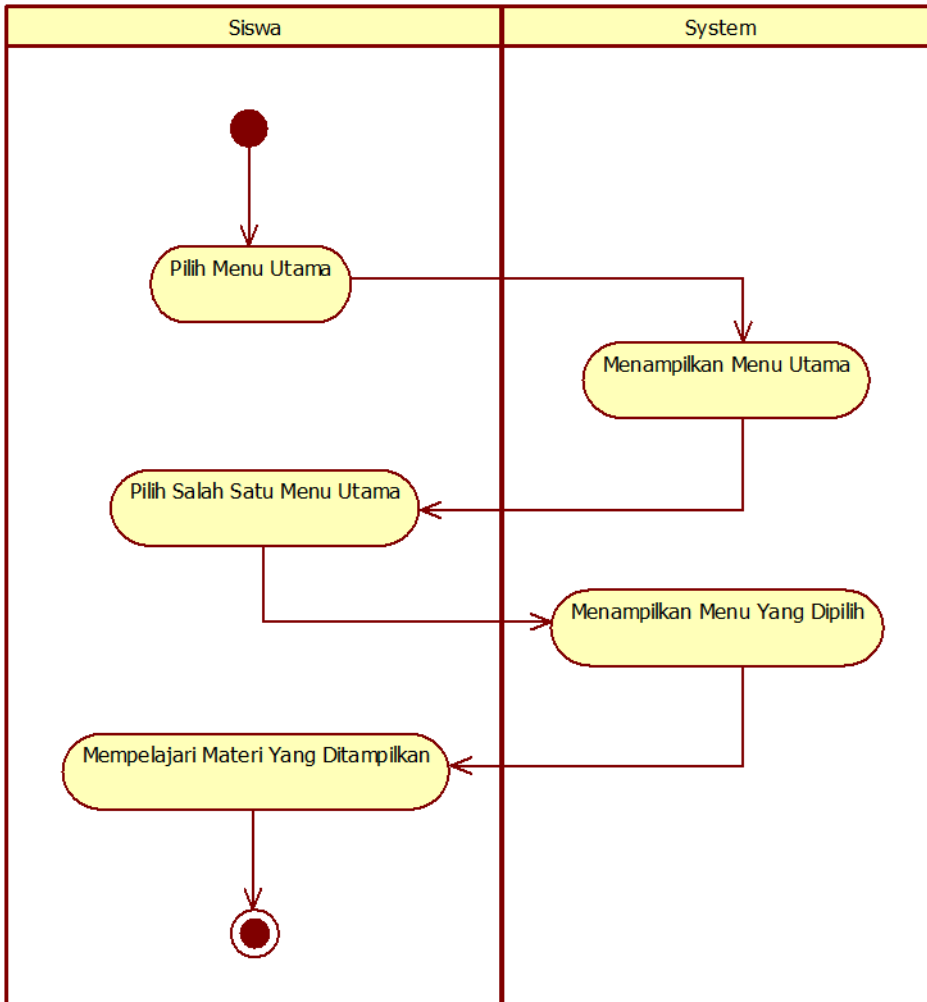 Siswa
System
Pilih Menu Utama
Menampilkan Menu Utama
Pilih Salah Satu Menu Utama
Menampilkan Menu Yang Dipilih
Mempelajari Materi Yang Ditampilkan